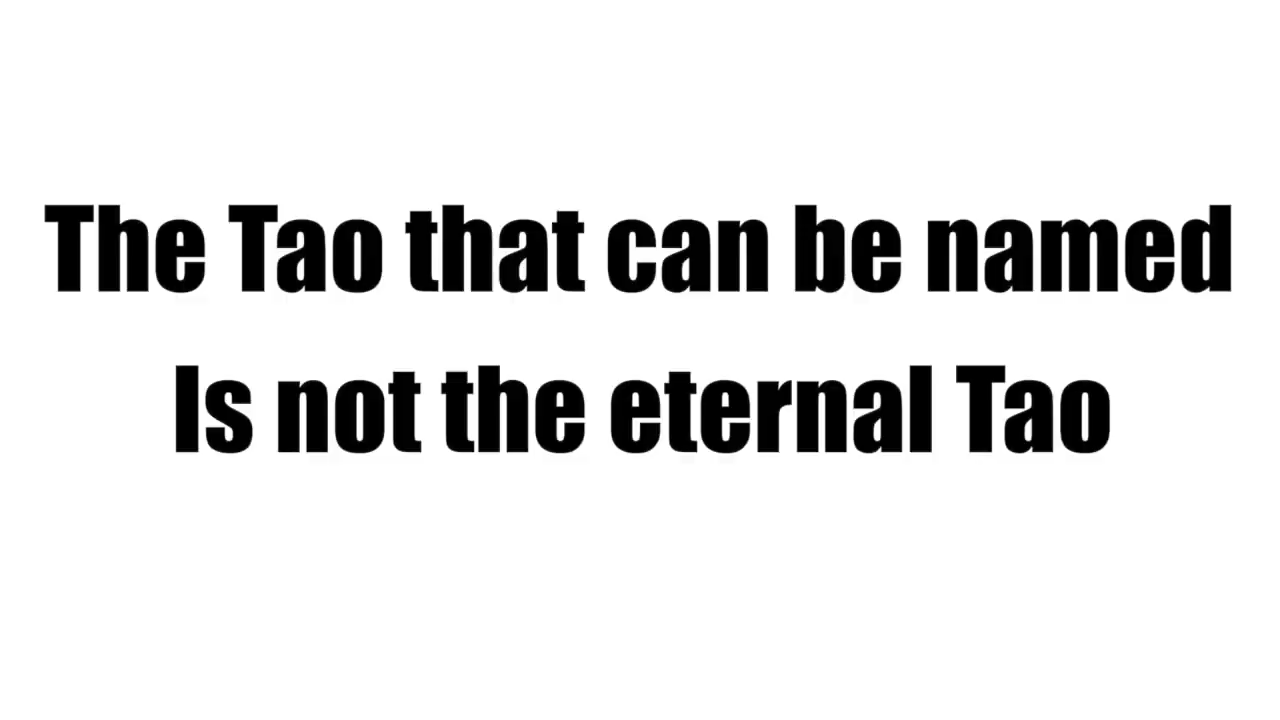 The Tao that can be named
Is not the eternal Tao